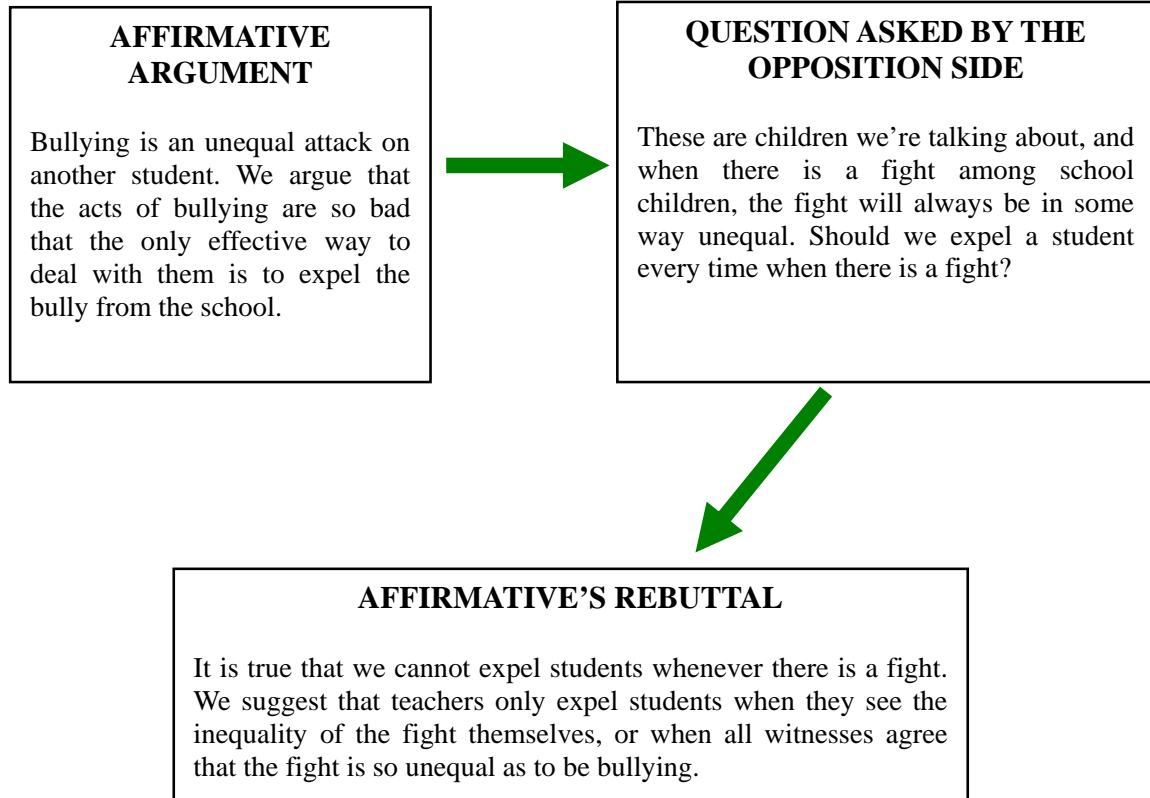 AFFIRMATIVE
ARGUMENT
Bullying is an unequal attack on
another student. We argue that
the acts of bullying are so bad
that the only effective way to
deal with them is to expel the
bully from the school.
QUESTION ASKED BY THE
OPPOSITION SIDE
These are children we're talking about, and
when there is a fight among school
children, the fight will always be in some
way unequal. Should we expel a student
every time when there is a fight?
AFFIRMATIVE'S REBUTTAL
It is true that we cannot expel students whenever there is a fight.
We suggest that teachers only expel students when they see the
inequality of the fight themselves, or when all witnesses agree
that the fight is so unequal as to be bullying.